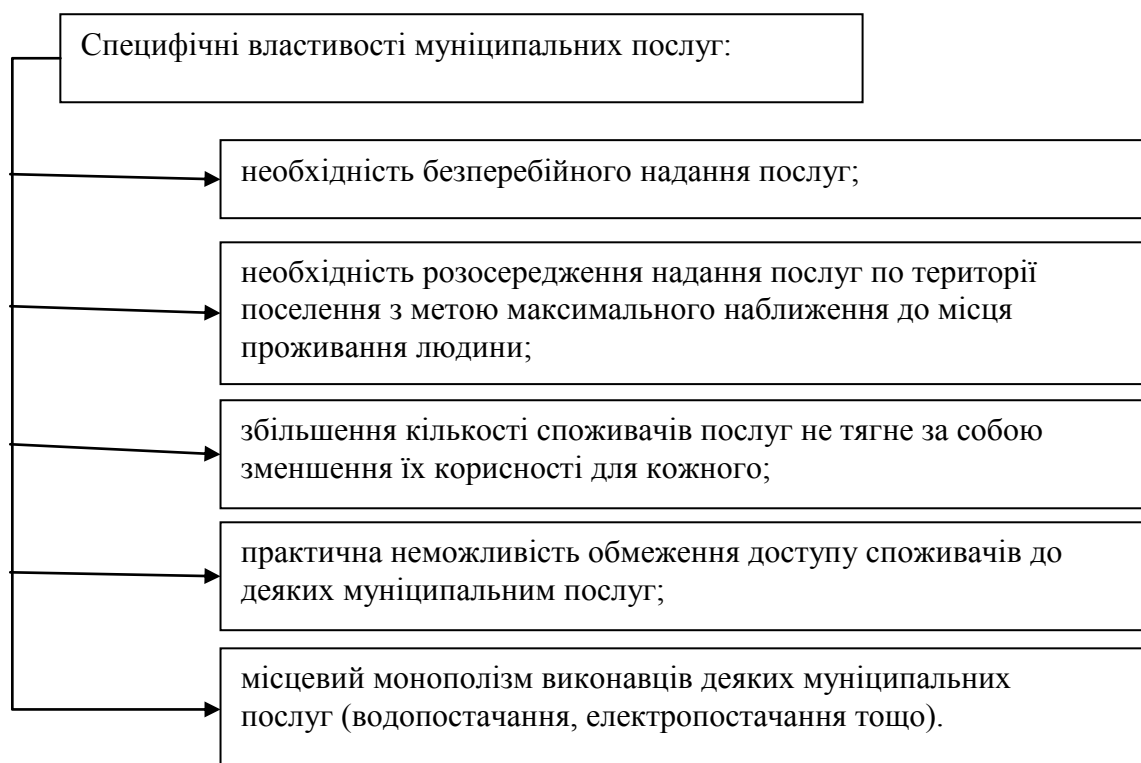 Специфічні властивості муніципальних послуг:
необхідність безперебійного надання послуг;
необхідність розосередження надання послуг по території
поселення з метою максимального наближення до місця
проживання людини;
збільшення кількості споживачів послуг не тягне за собою
зменшення їх корисності для кожного;
практична неможливість обмеження доступу споживачів до
деяких муніципальним послуг;
місцевий монополізм виконавців деяких муніципальних
послуг (водопостачання, електропостачання тощо).